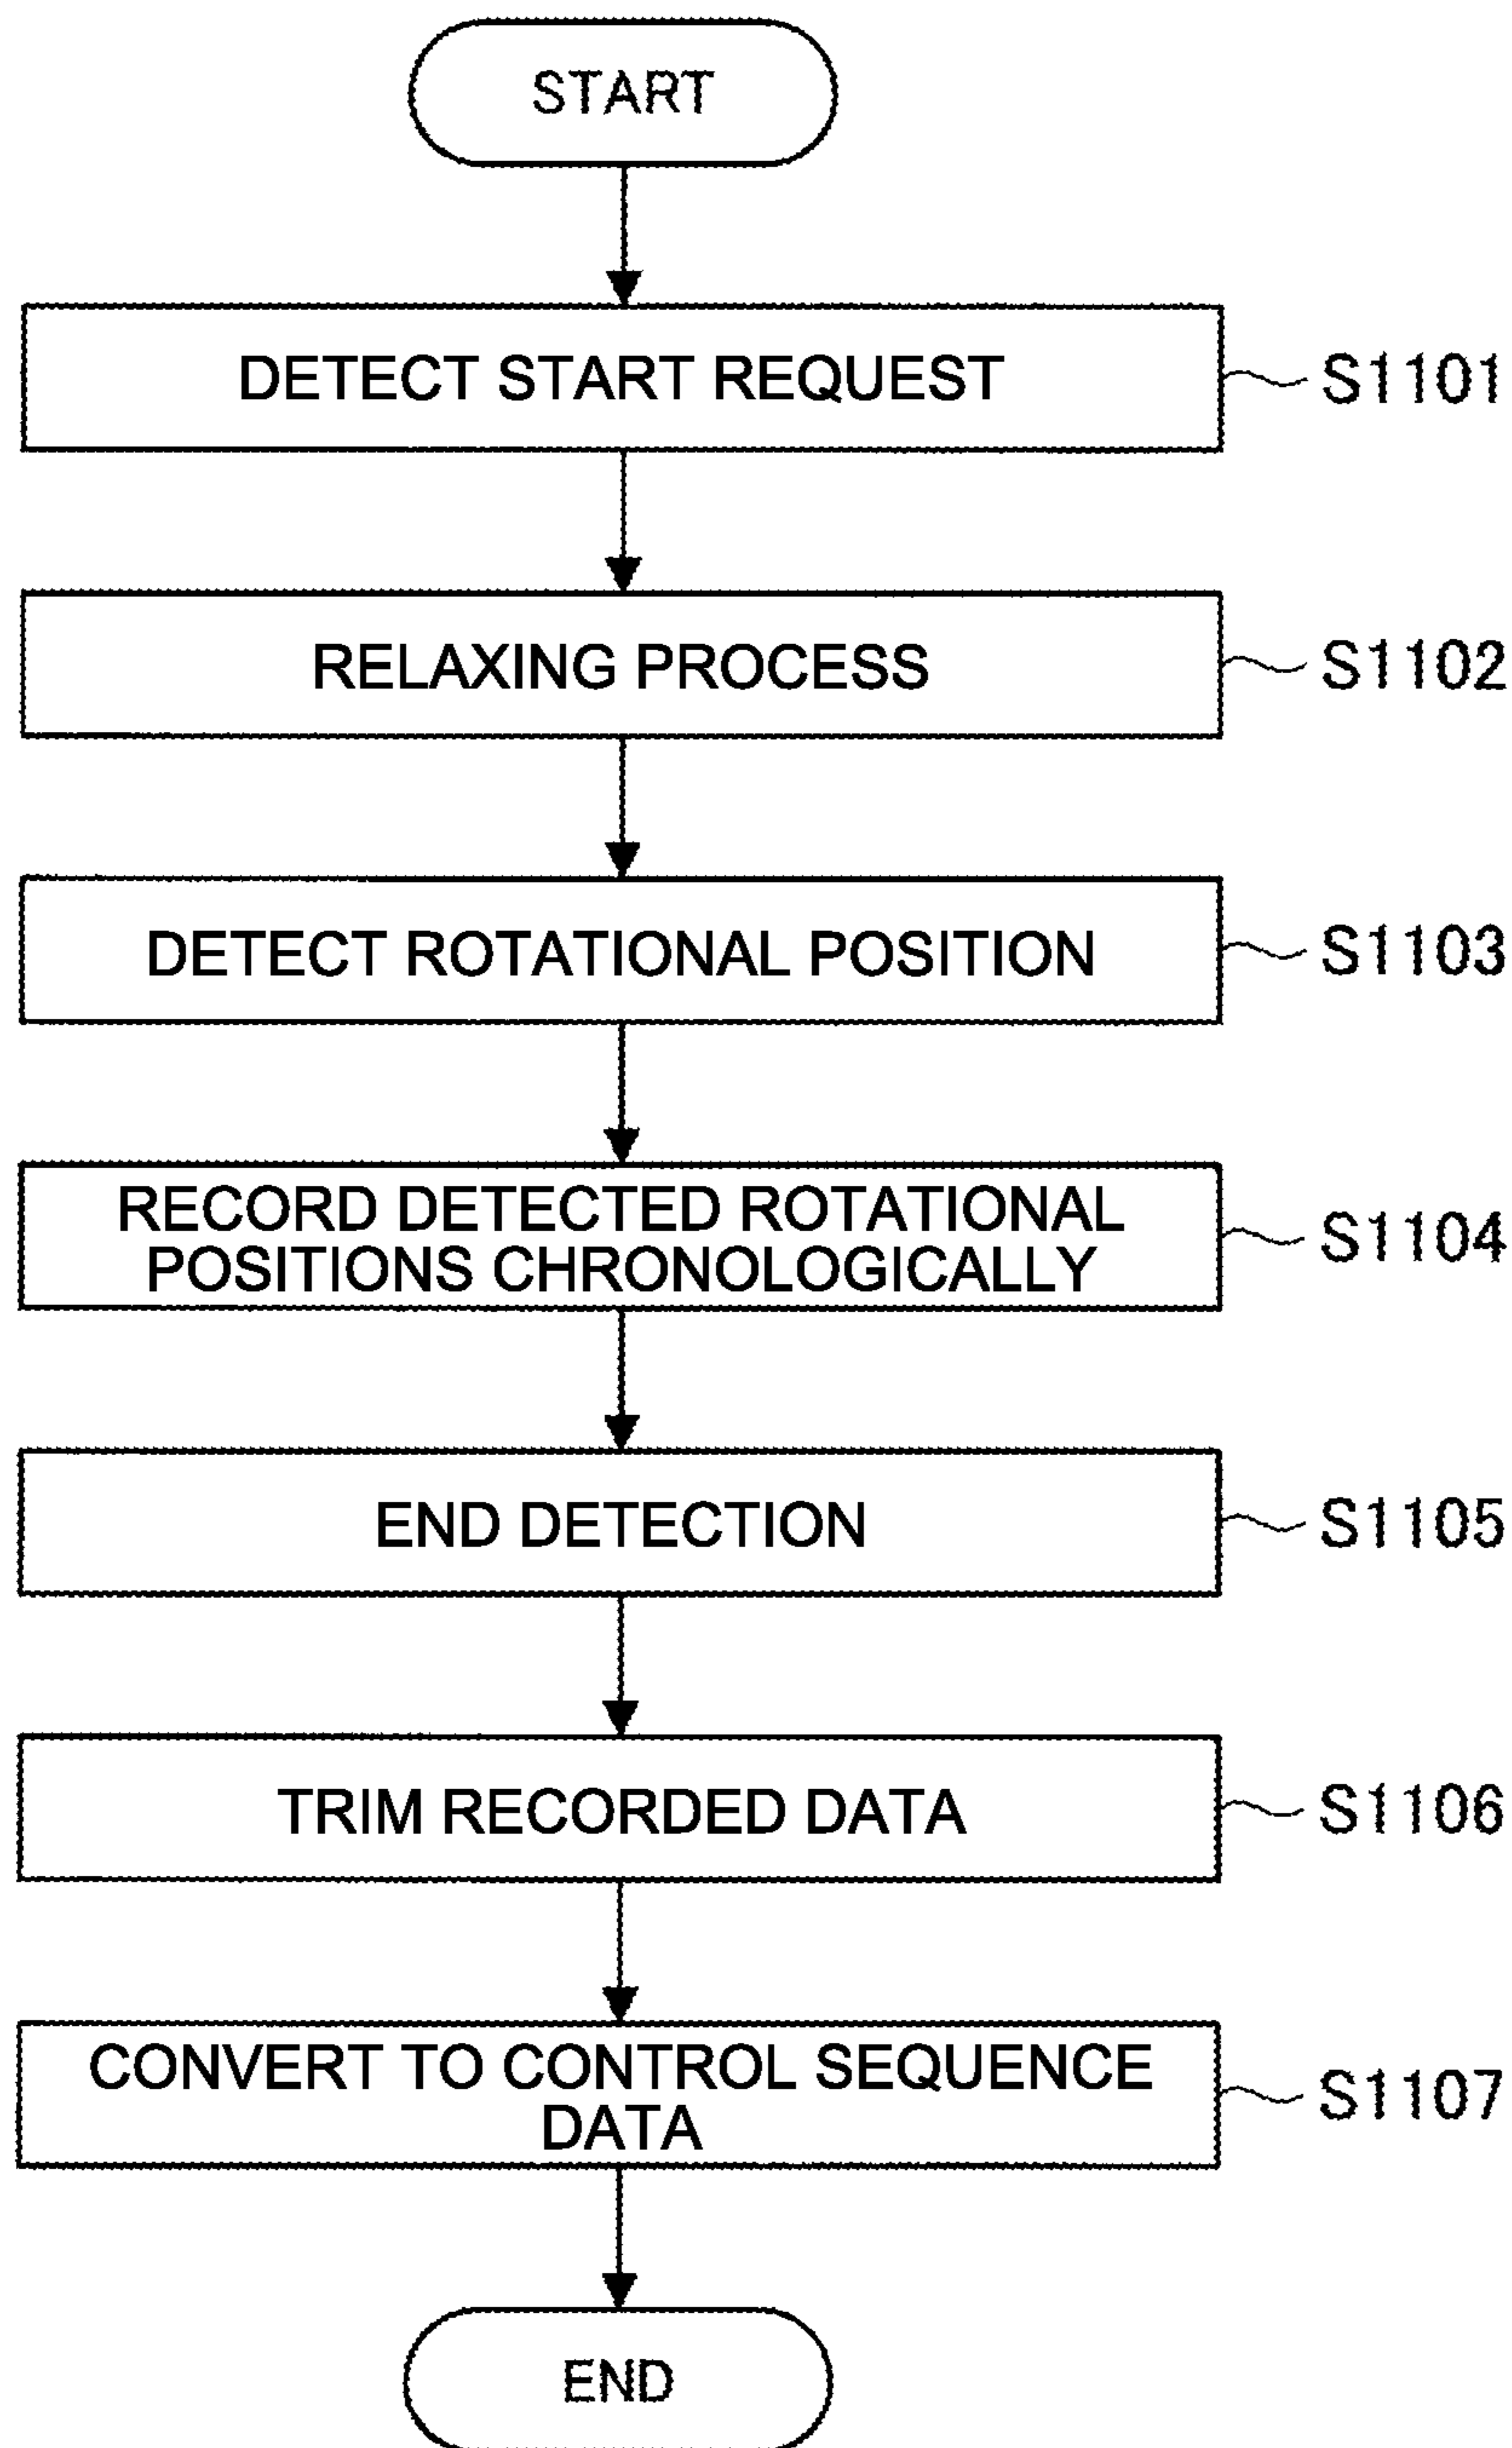 START
DETECT START REQUEST
S1101
RELAXING PROCESS
S1102
DETECT ROTATIONAL POSITION
S1103
RECORD DETECTED ROTATIONAL
POSITIONS CHRONOLOGICALLY
S1104
END DETECTION
S1105
TRIM RECORDED DATA
S1106
CONVERT TO CONTROL SEQUENCE
DATA
S1107
END